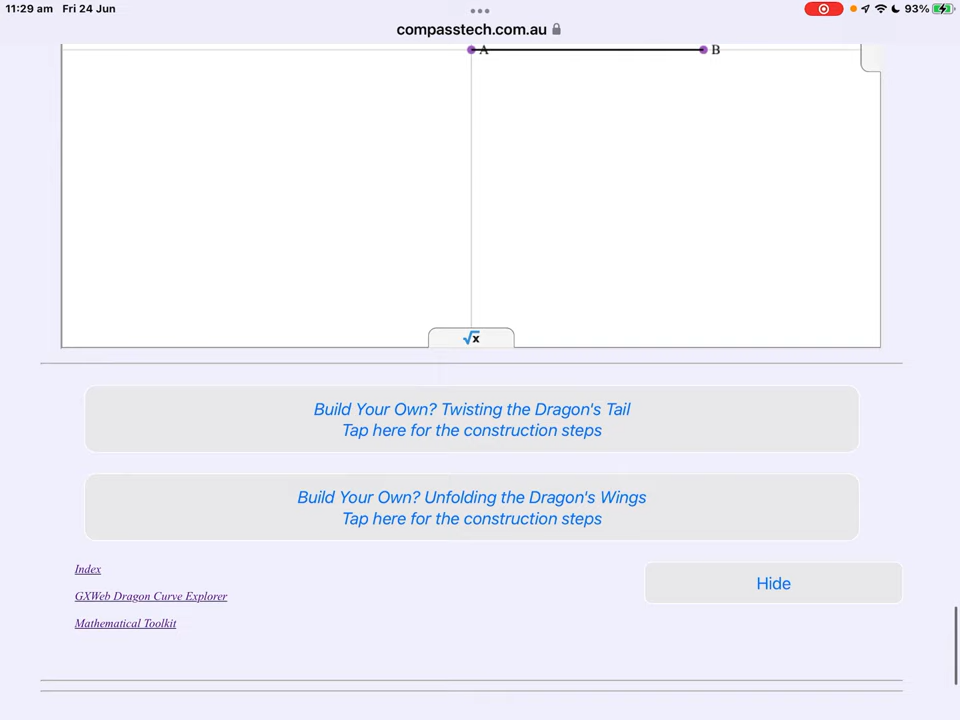 11:29 am Fri 24 Jun
93%
compasstech.com.au
A
B
√x
Build Your Own? Twisting the Dragon's Tail
Tap here for the construction steps
Build Your Own? Unfolding the Dragon's Wings
Tap here for the construction steps
Index
Hide
GXWeb Dragon Curve Explorer
Mathematical Toolkit